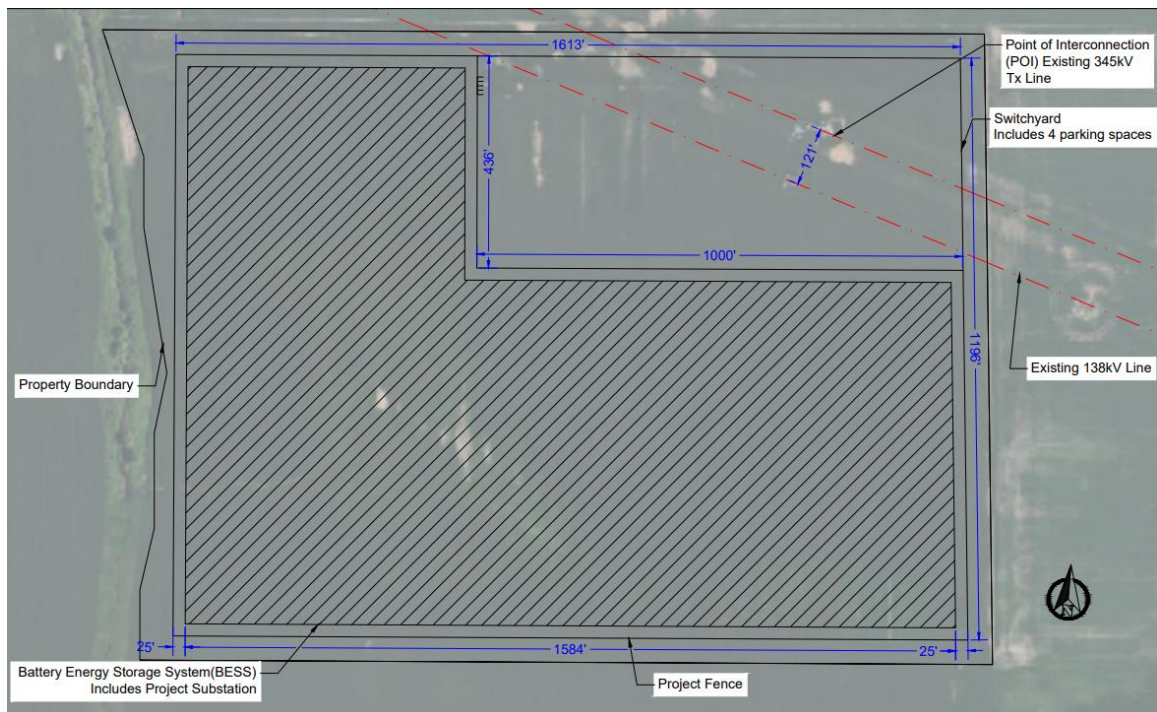 1613'
Point of Interconnection
(POI) Existing 345kV
Tx Line
Switchyard
Includes 4 parking spaces
121'
436'
1000'
1196'
Existing 138kV Line
Property Boundary
N
25'
1584'
25'
Battery Energy Storage System(BESS)
Includes Project Substation
Project Fence